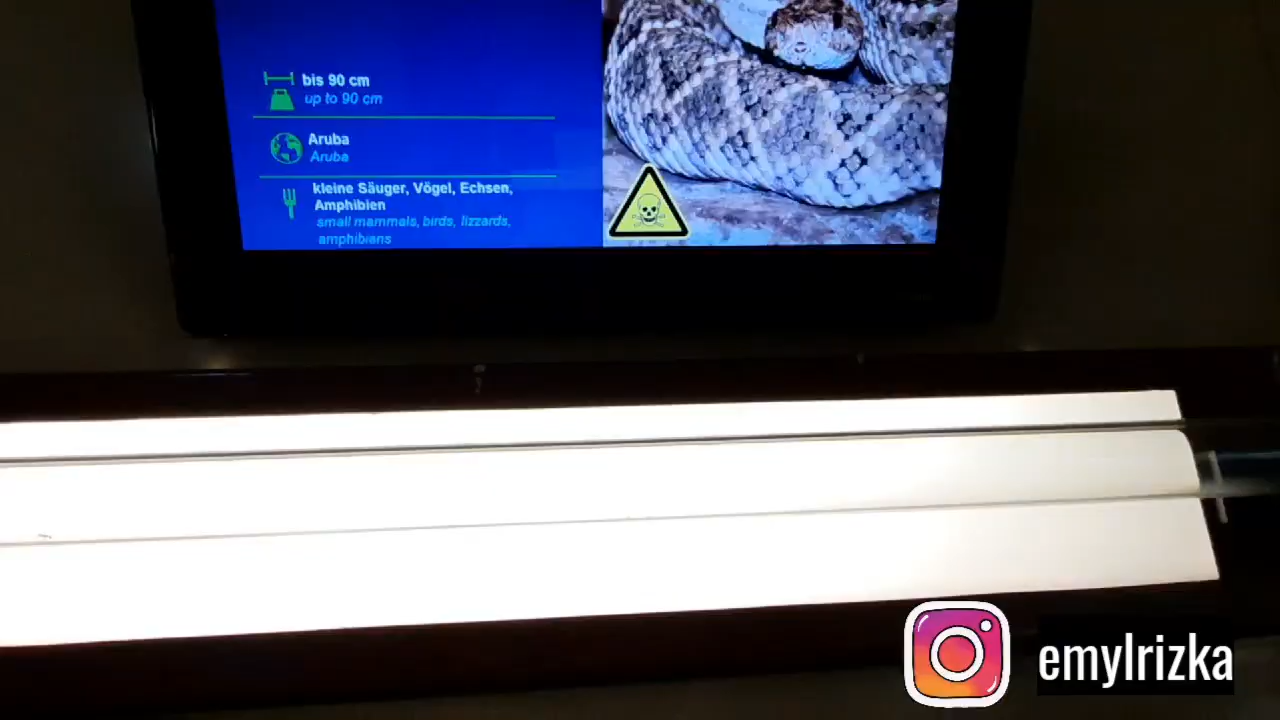 bis 90 cm
up to 90 cm
Aruba
Aruba
kleine Säuger, Vögel, Echsen,
Amphibien
small mammals, birds, lizzards,
amphibians
emylrizka